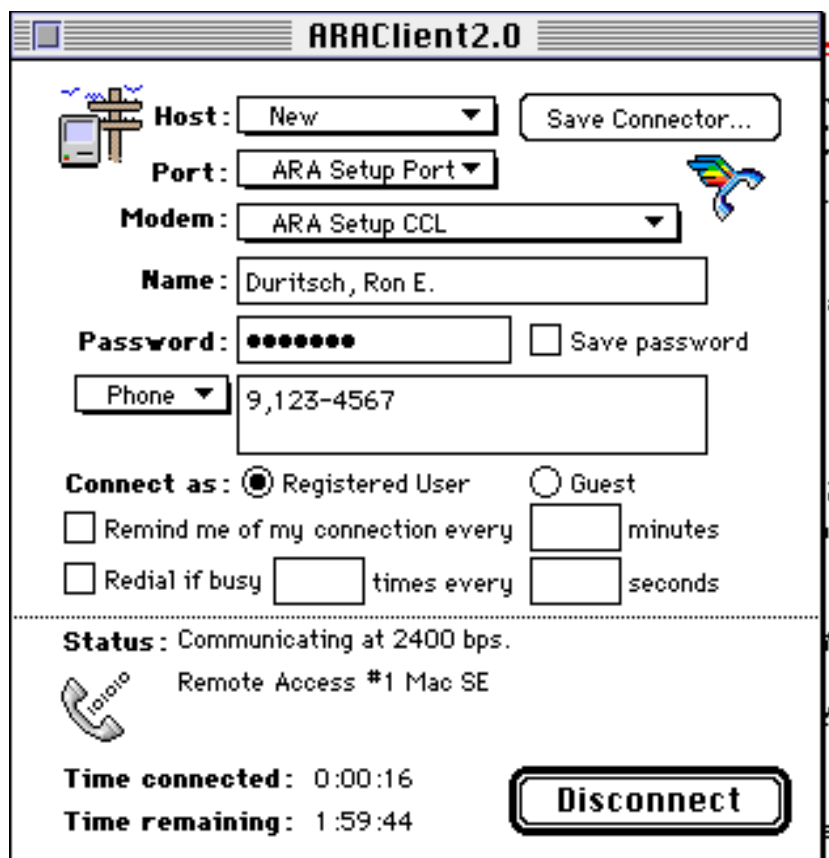 ARAClient2.0
Host: New Save Connector...
Port: ARA Setup Port
Modem: ARA Setup CCL
Name: Duritsch, Ron E.
Password: ●●●●●●● Save password
Phone 9,123-4567
Connect as: Registered User Guest
Remind me of my connection every minutes
Redial if busy times every seconds
Status: Communicating at 2400 bps.
Remote Access #1 Mac SE
Time connected: 0:00:16
Time remaining: 1:59:44
Disconnect